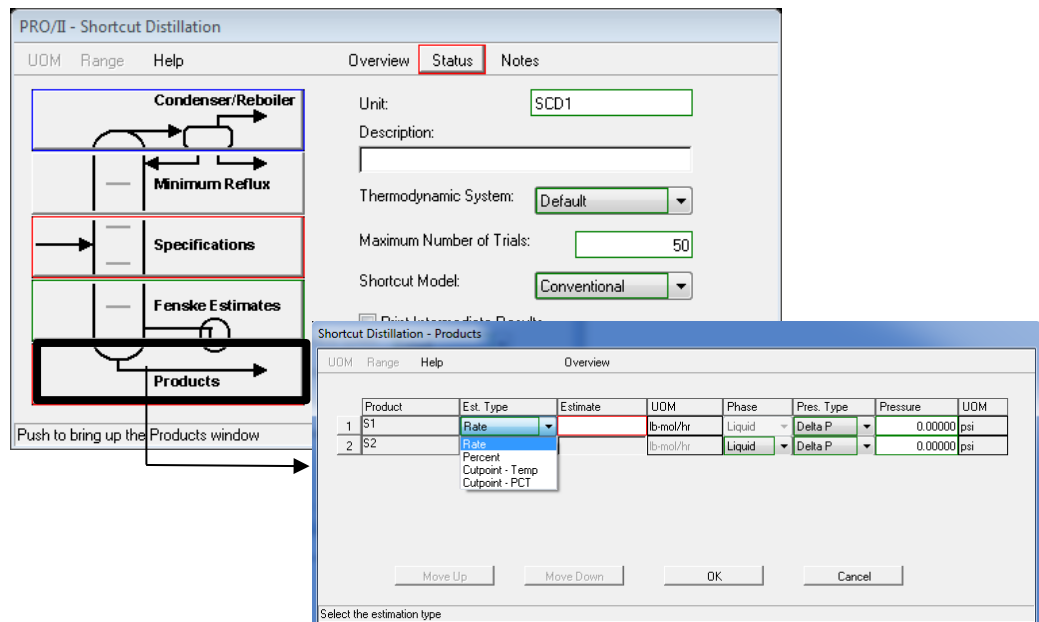 PRO/II - Shortcut Distillation
UOM Range Help Overview Status Notes
Condenser/Reboiler
Minimum Reflux
Specifications
Fenske Estimates
Products
Unit: SCD1
Description:
Thermodynamic System: Default
Maximum Number of Trials: 50
Shortcut Model: Conventional
Print Intermediate Results
Push to bring up the Products window
Shortcut Distillation - Products
UOM Range Help Overview
Product Est. Type Estimate UOM Phase Pres. Type Pressure UOM
1 S1 Rate lb-mol/hr Liquid Delta P 0.00000 psi
2 S2 lb-mol/hr Liquid Delta P 0.00000 psi
Rate
Percent
Cutpoint - Temp
Cutpoint - PCT
Move Up Move Down OK Cancel
Select the estimation type